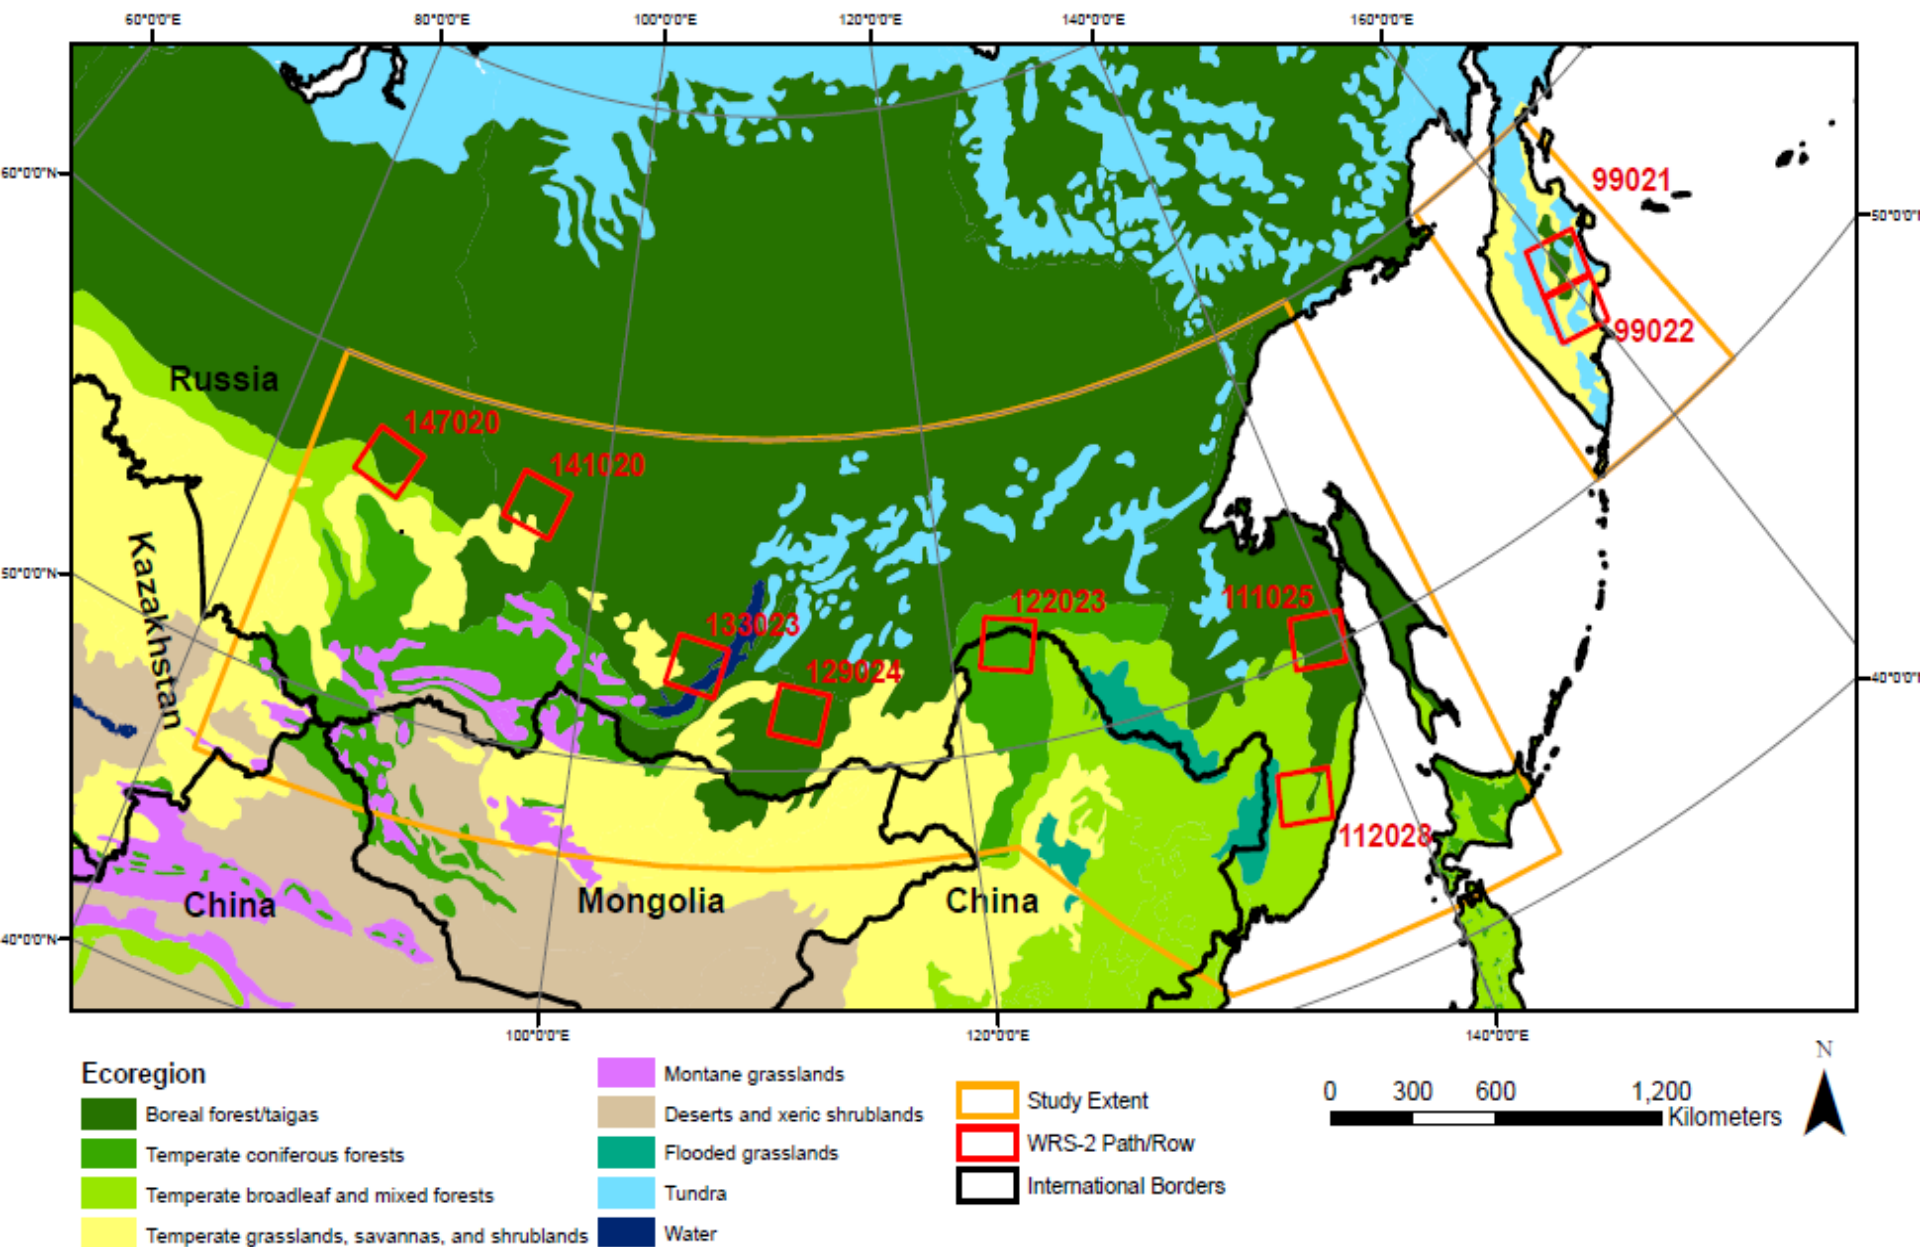 60°0'0"E 80°0'0"E 100°0'0"E 120°0'0"E 140°0'0"E 160°0'0"E
60°0'0"N
99021
50°0'0"N
99022
Russia
147020
141020
50°0'0"N
Kazakhstan
133023
122023
111025
129024
40°0'0"N
112028
China
Mongolia
China
40°0'0"N
100°0'0"E 120°0'0"E 140°0'0"E
Ecoregion
Boreal forest/taigas
Temperate coniferous forests
Temperate broadleaf and mixed forests
Temperate grasslands, savannas, and shrublands
Montane grasslands
Deserts and xeric shrublands
Flooded grasslands
Tundra
Water
Study Extent
WRS-2 Path/Row
International Borders
0 300 600 1,200
Kilometers
N